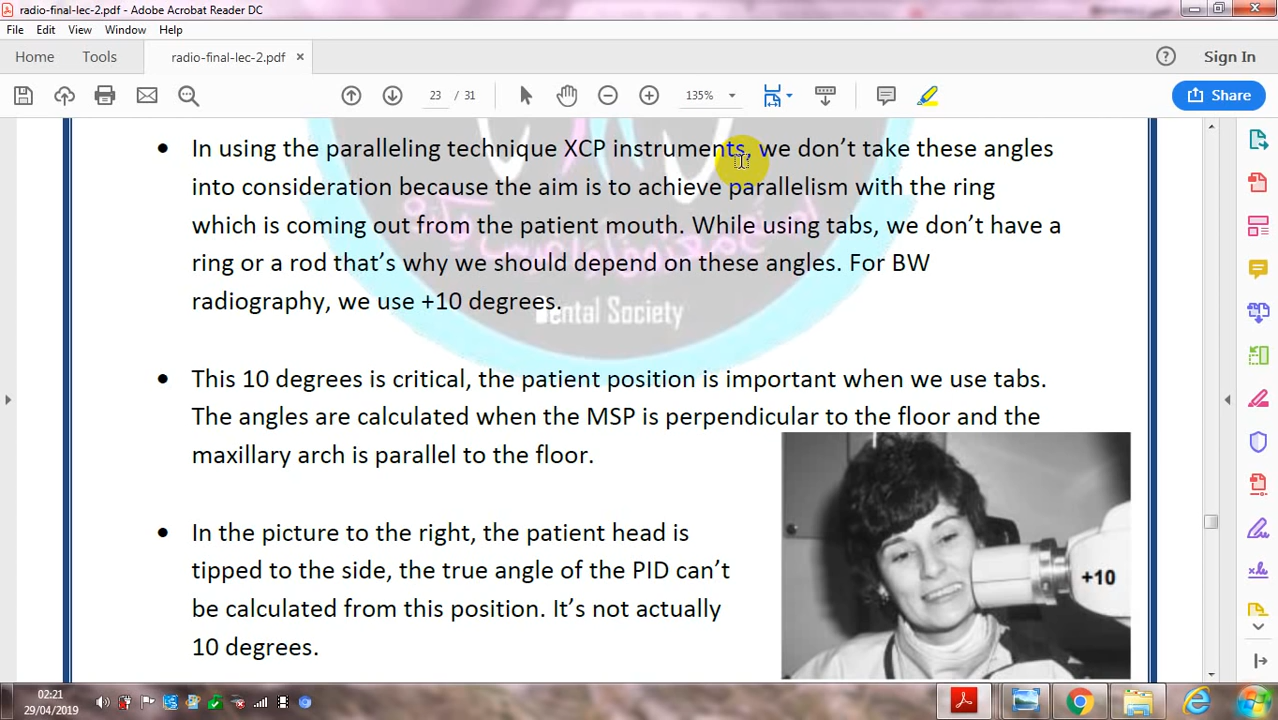 radio-final-lec-2.pdf - Adobe Acrobat Reader DC
File Edit View Window Help
Home Tools radio-final-lec-2.pdf × Sign In
23 / 31 135% Share
• In using the paralleling technique XCP instruments, we don’t take these angles
into consideration because the aim is to achieve parallelism with the ring
which is coming out from the patient mouth. While using tabs, we don’t have a
ring or a rod that’s why we should depend on these angles. For BW
radiography, we use +10 degrees.
Dental Society
• This 10 degrees is critical, the patient position is important when we use tabs.
The angles are calculated when the MSP is perpendicular to the floor and the
maxillary arch is parallel to the floor.
• In the picture to the right, the patient head is
tipped to the side, the true angle of the PID can’t
be calculated from this position. It’s not actually
10 degrees.
+10
02:21
29/04/2019